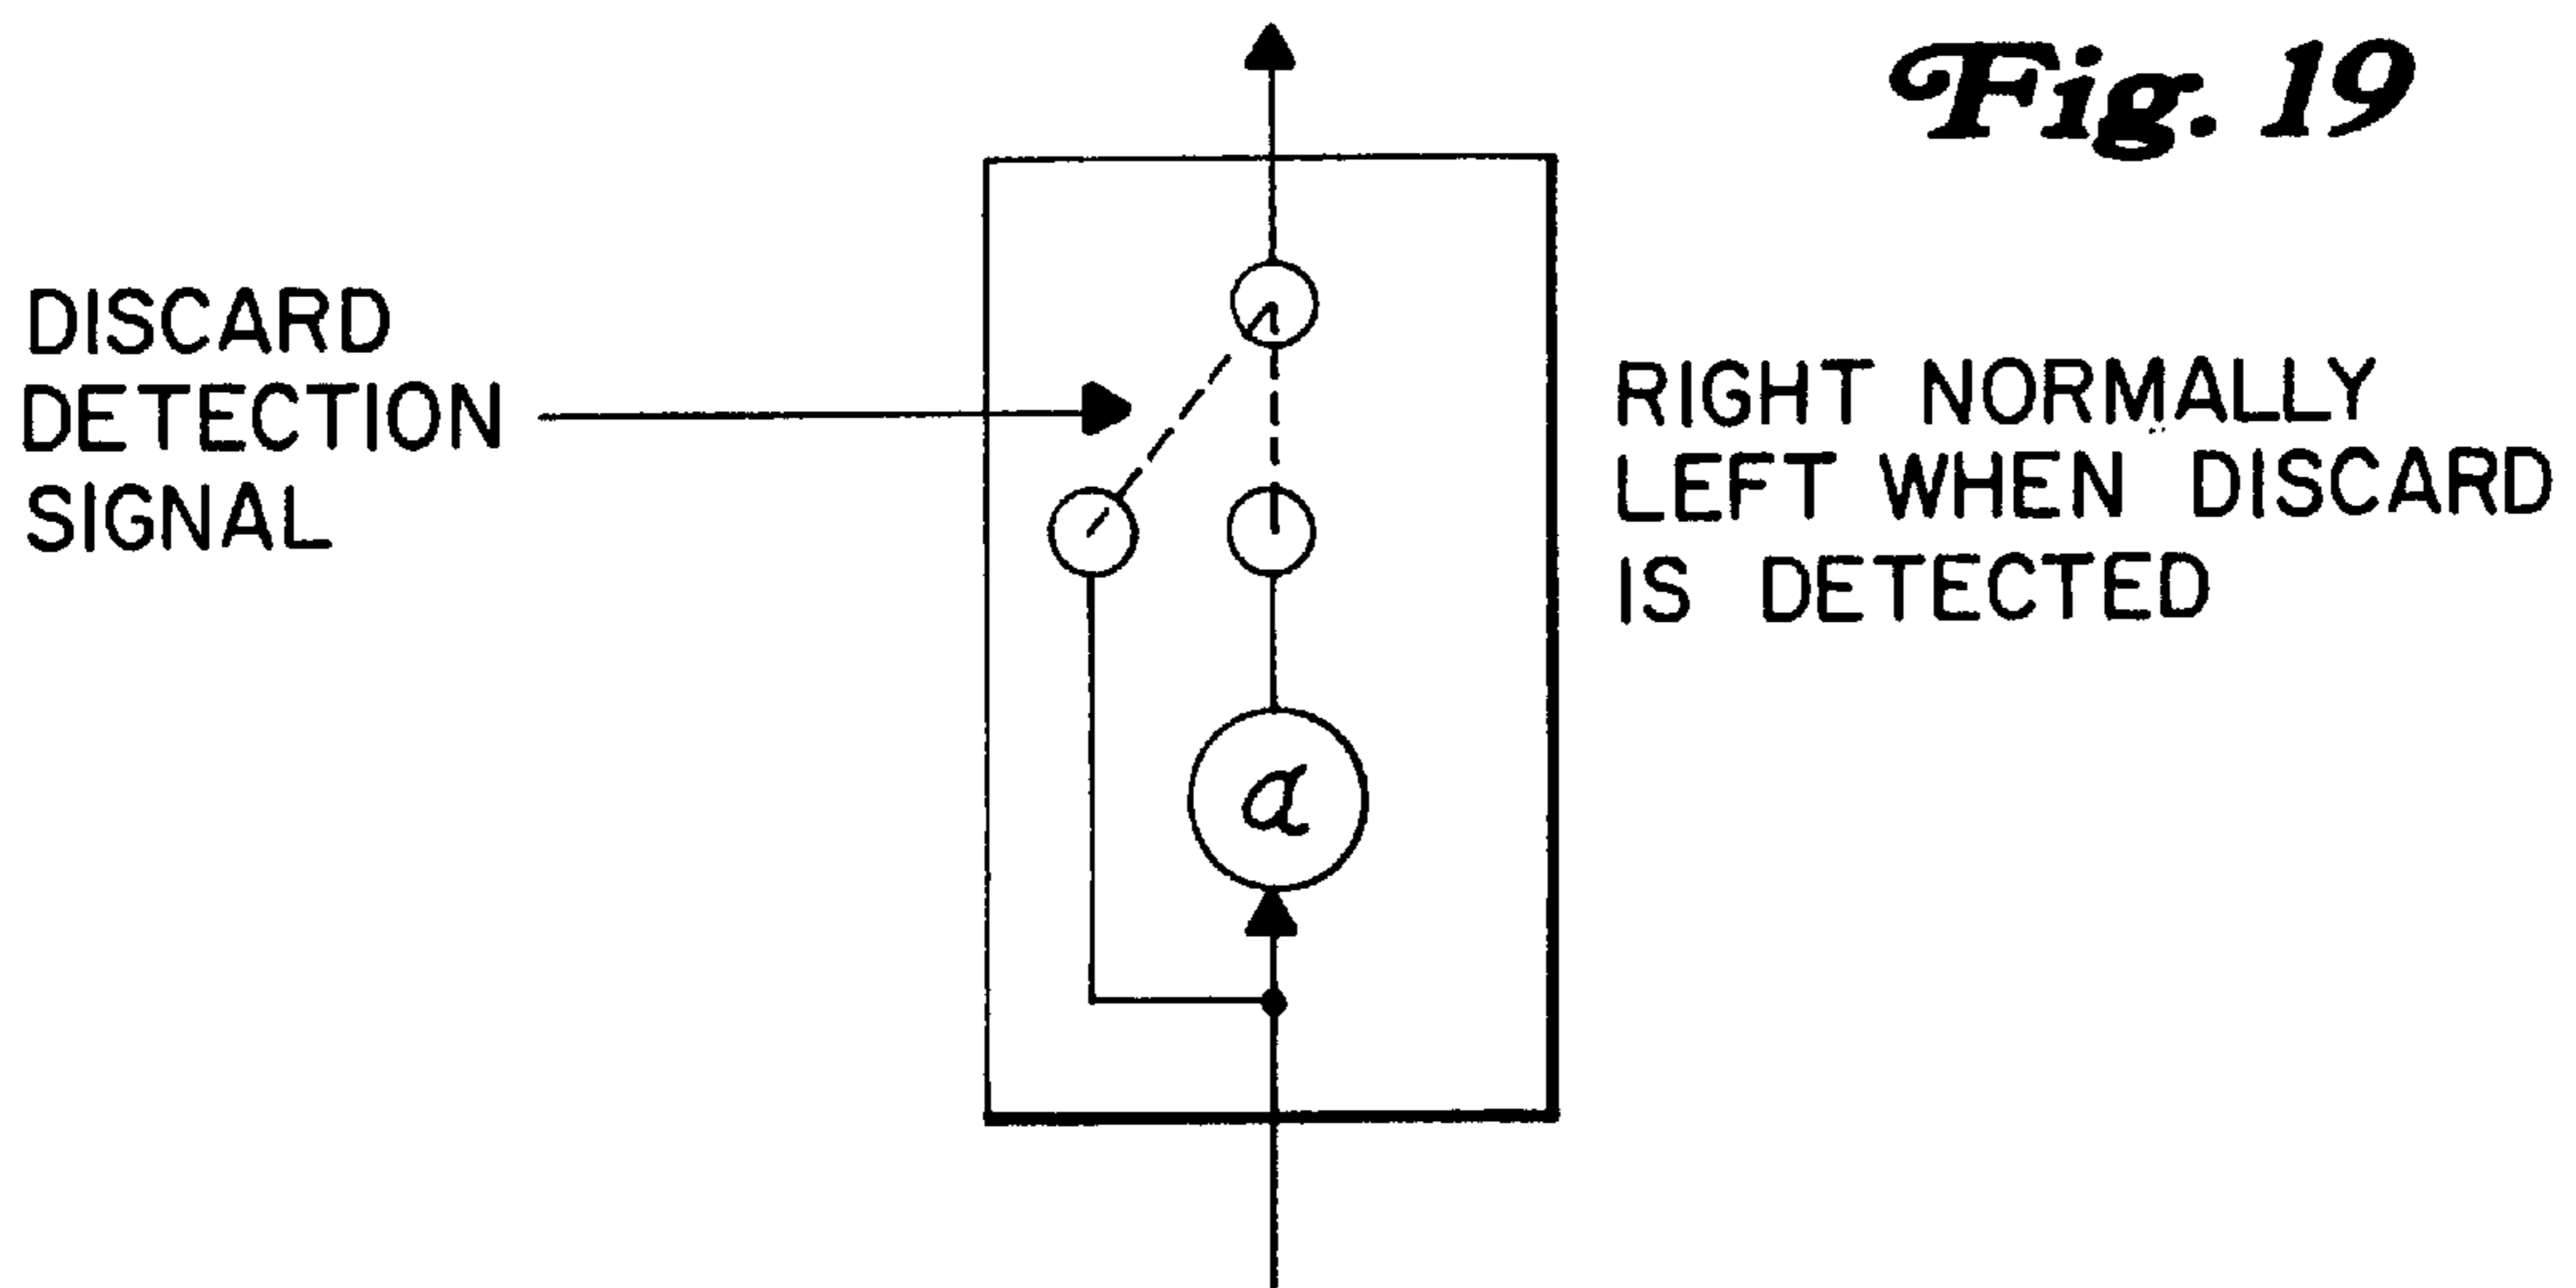 Fig. 19
DISCARD
DETECTION
SIGNAL
RIGHT NORMALLY
LEFT WHEN DISCARD
IS DETECTED
a